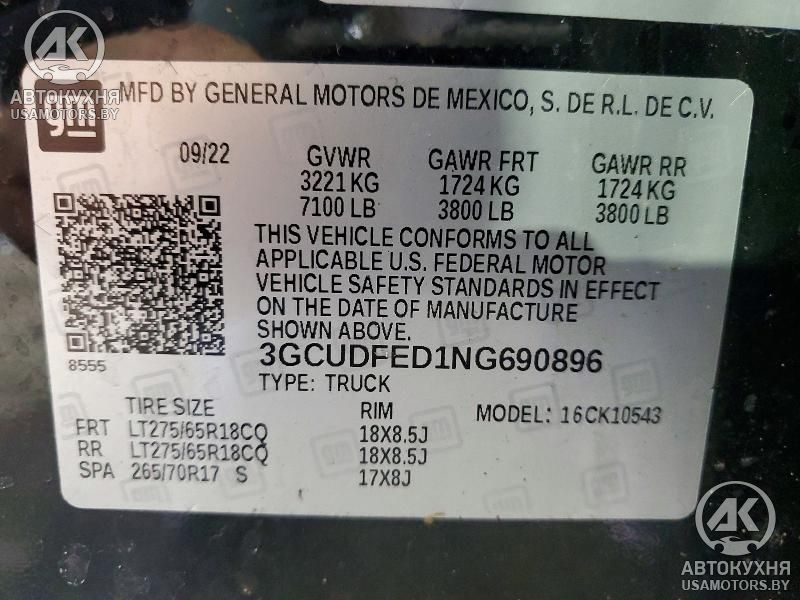 AK
АВТОКУХНЯ
USAMOTORS.BY
gm
MFD BY GENERAL MOTORS DE MEXICO, S. DE R.L. DE C.V.
09/22 GVWR GAWR FRT GAWR RR
3221 KG 1724 KG 1724 KG
7100 LB 3800 LB 3800 LB
THIS VEHICLE CONFORMS TO ALL
APPLICABLE U.S. FEDERAL MOTOR
VEHICLE SAFETY STANDARDS IN EFFECT
ON THE DATE OF MANUFACTURE
SHOWN ABOVE.
8555 3GCUDFED1NG690896
TYPE: TRUCK
TIRE SIZE RIM MODEL: 16CK10543
FRT LT275/65R18CQ 18X8.5J
RR LT275/65R18CQ 18X8.5J
SPA 265/70R17 S 17X8J
AK
АВТОКУХНЯ
USAMOTORS.BY